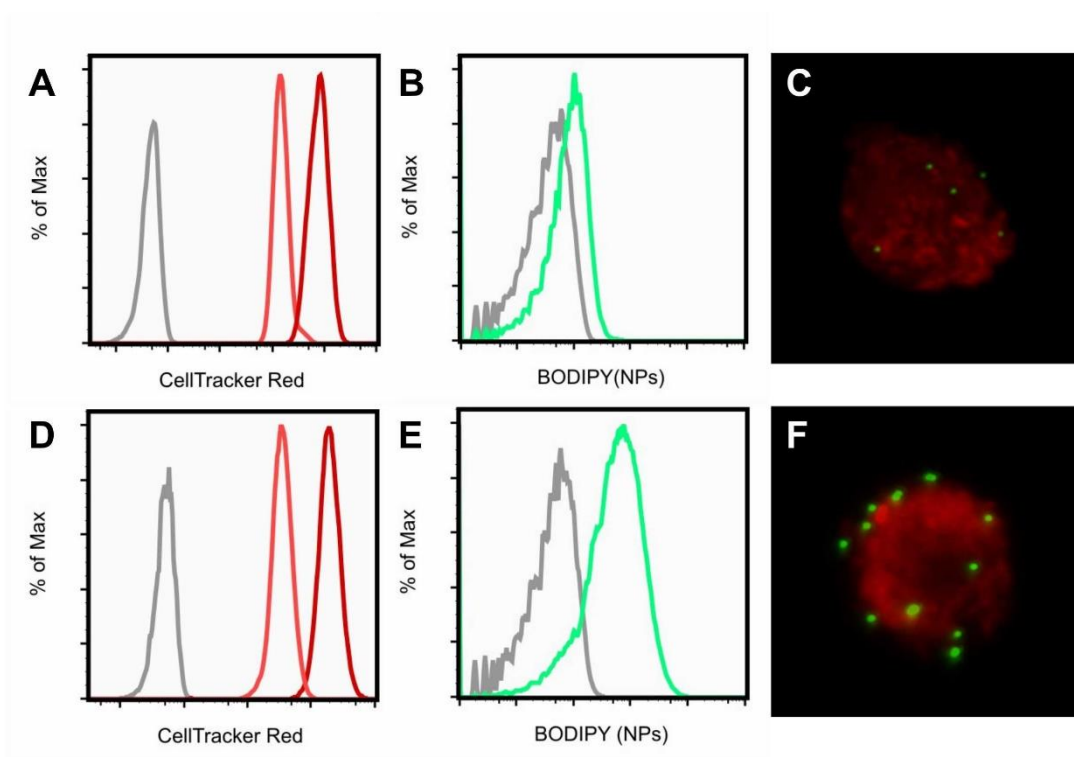 A
% of Max
CellTracker Red
B
% of Max
BODIPY(NPs)
C
D
% of Max
CellTracker Red
E
% of Max
BODIPY (NPs)
F